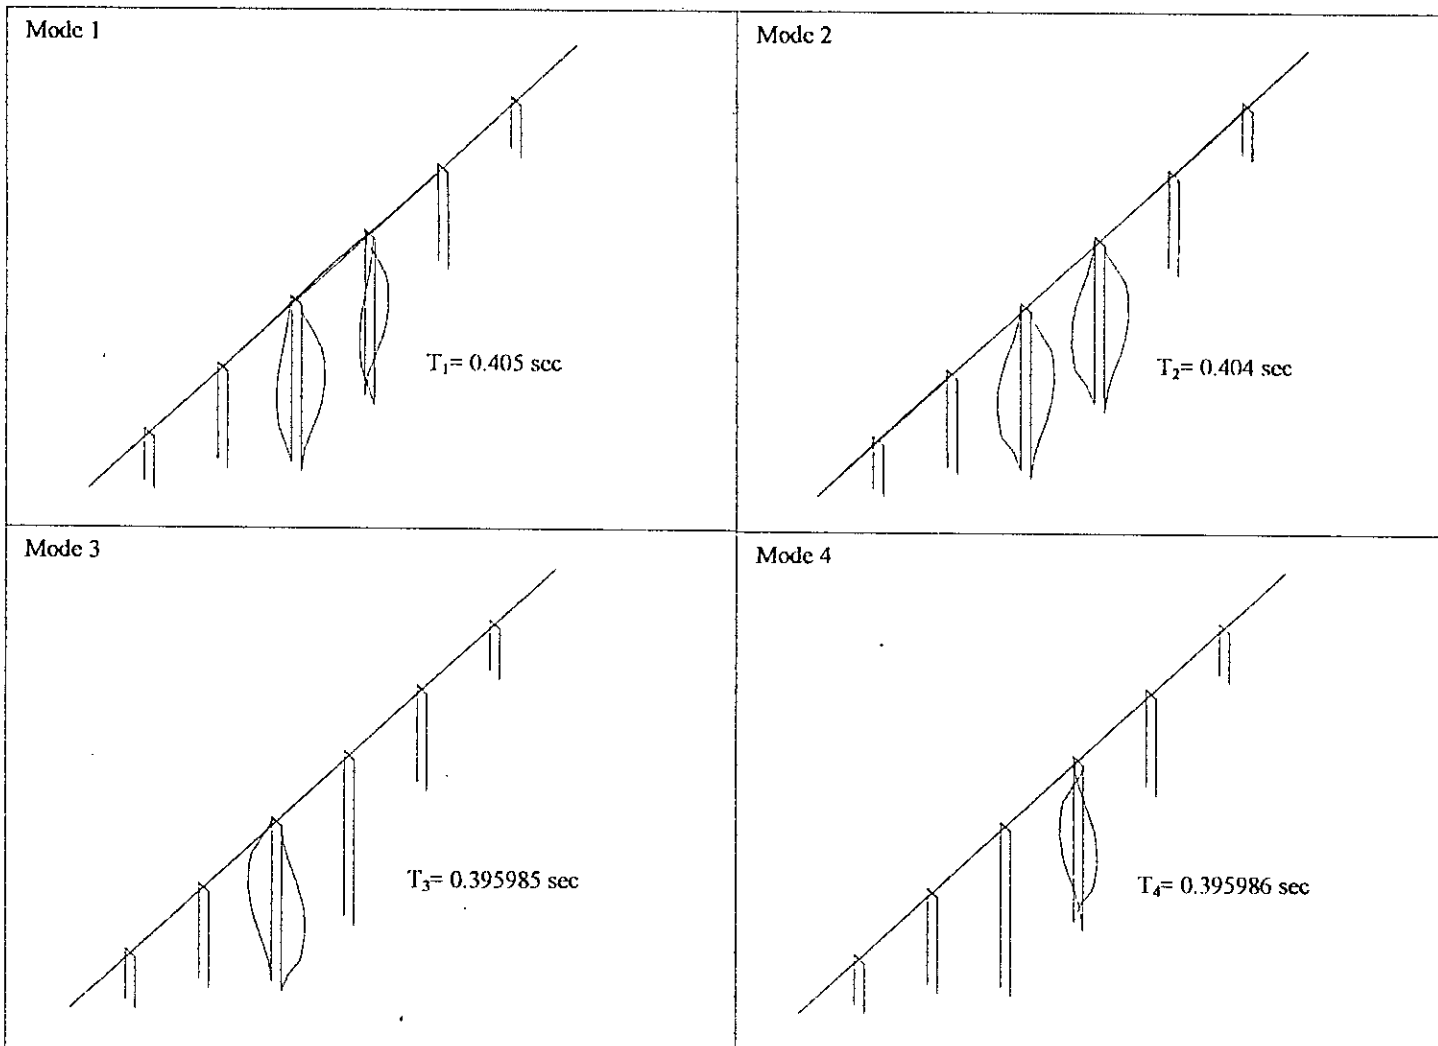 Mode 1
T₁= 0.405 sec
Mode 2
T₂= 0.404 sec
Mode 3
T₃= 0.395985 sec
Mode 4
T₄= 0.395986 sec